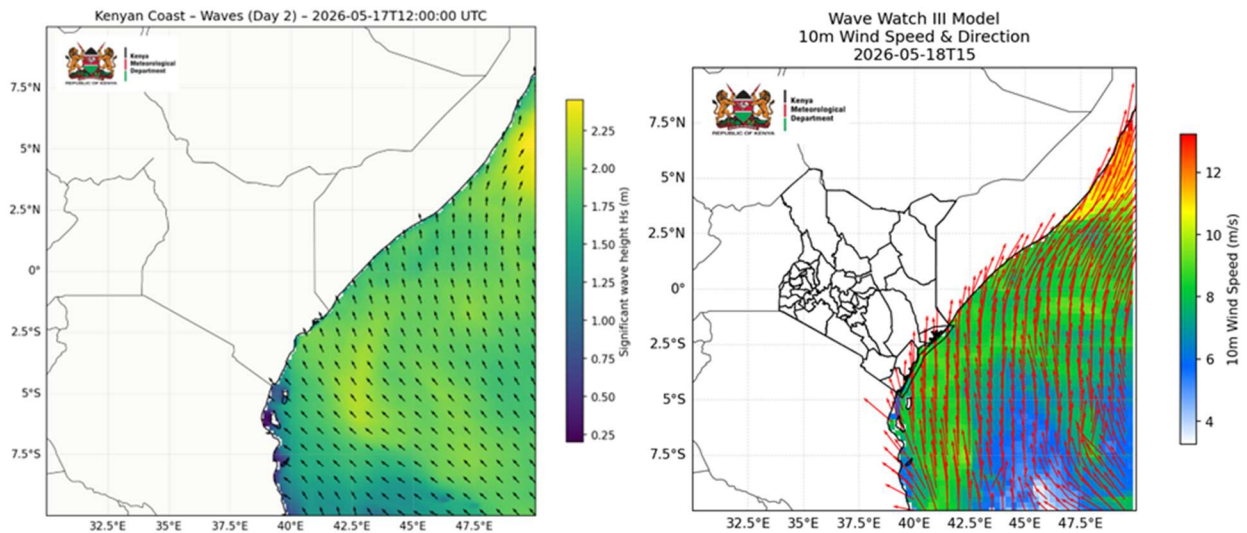 Kenyan Coast – Waves (Day 2) – 2026-05-17T12:00:00 UTC
Kenya
Meteorological
Department
REPUBLIC OF KENYA
7.5°N
5°N
2.5°N
0°
2.5°S
5°S
7.5°S
32.5°E 35°E 37.5°E 40°E 42.5°E 45°E 47.5°E
2.25
2.00
1.75
1.50
1.25
1.00
0.75
0.50
0.25
Significant wave height Hs (m)
Wave Watch III Model
10m Wind Speed & Direction
2026-05-18T15
Kenya
Meteorological
Department
REPUBLIC OF KENYA
7.5°N
5°N
2.5°N
0°
2.5°S
5°S
7.5°S
32.5°E 35°E 37.5°E 40°E 42.5°E 45°E 47.5°E
12
10
8
6
4
10m Wind Speed (m/s)